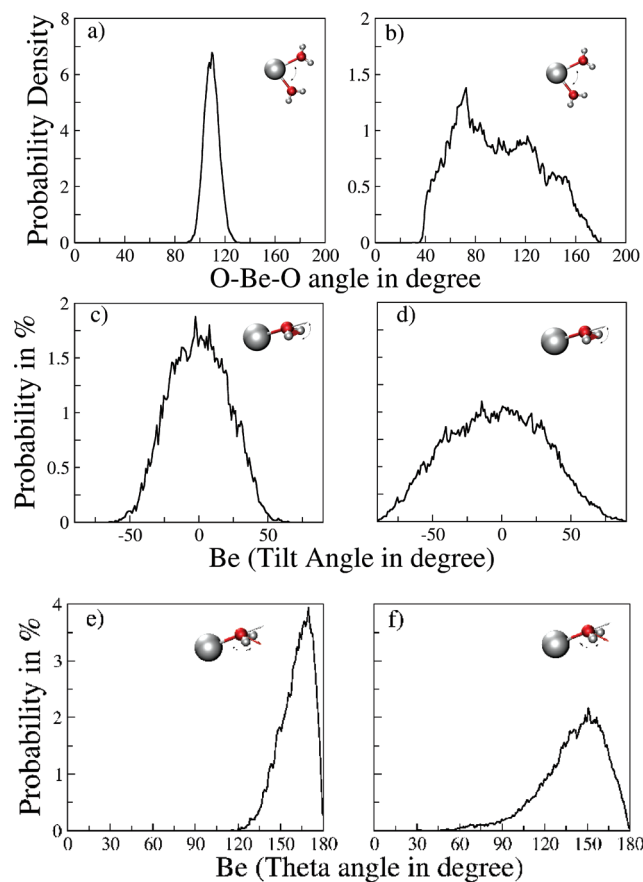 a)
b)
8
6
4
2
0
2
1.5
1
0.5
0
Probability Density
0 40 80 120 160 200
0 40 80 120 160 200
O-Be-O angle in degree
c)
d)
2
1.5
1
0.5
0
Probability in %
-50 0 50
-50 0 50
Be (Tilt Angle in degree)
e)
f)
4
3
2
1
0
Probability in %
0 30 60 90 120 150 180
0 30 60 90 120 150 180
Be (Theta angle in degree)